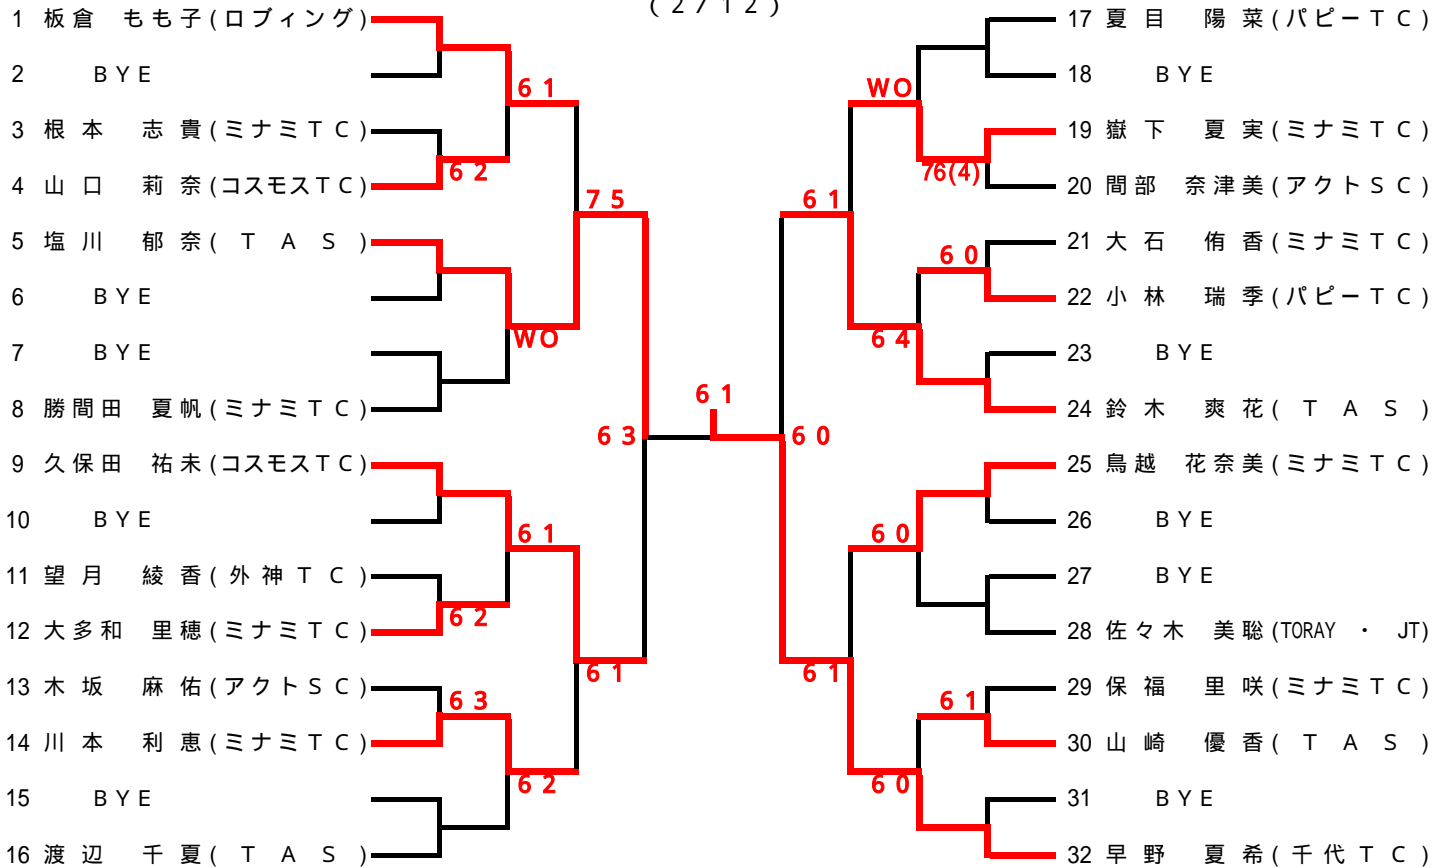 (2/12)
1 板倉 もも子(ロブィング)
2 BYE
3 根本 志貴(ミナミTC)
4 山口 莉奈(コスモスTC)
5 塩川 郁奈(TAS)
6 BYE
7 BYE
8 勝間田 夏帆(ミナミTC)
9 久保田 祐未(コスモスTC)
10 BYE
11 望月 綾香(外神TC)
12 大多和 里穂(ミナミTC)
13 木坂 麻佑(アクトSC)
14 川本 利恵(ミナミTC)
15 BYE
16 渡辺 千夏(TAS)
61
62
WO
61
62
63
62
75
61
63
61
60
61
61
WO
76(4)
60
64
60
61
60
17 夏目 陽菜(パピーTC)
18 BYE
19 嶽下 夏実(ミナミTC)
20 間部 奈津美(アクトSC)
21 大石 侑香(ミナミTC)
22 小林 瑞季(パピーTC)
23 BYE
24 鈴木 爽花(TAS)
25 鳥越 花奈美(ミナミTC)
26 BYE
27 BYE
28 佐々木 美聡(TORAY ・ JT)
29 保福 里咲(ミナミTC)
30 山崎 優香(TAS)
31 BYE
32 早野 夏希(千代TC)